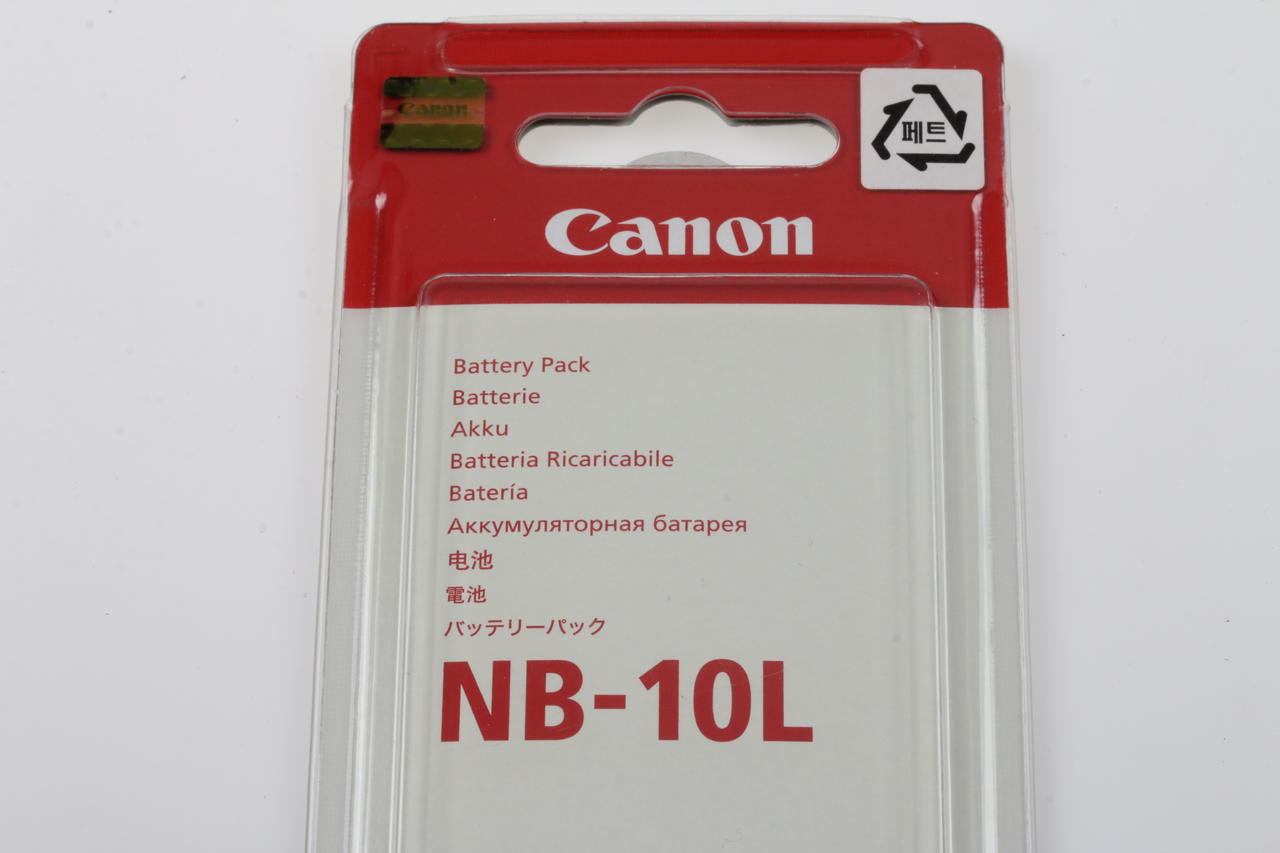 Canon
페트
Canon
Battery Pack
Batterie
Akku
Batteria Ricaricabile
Batería
Аккумуляторная батарея
电池
電池
バッテリーパック
NB-10L